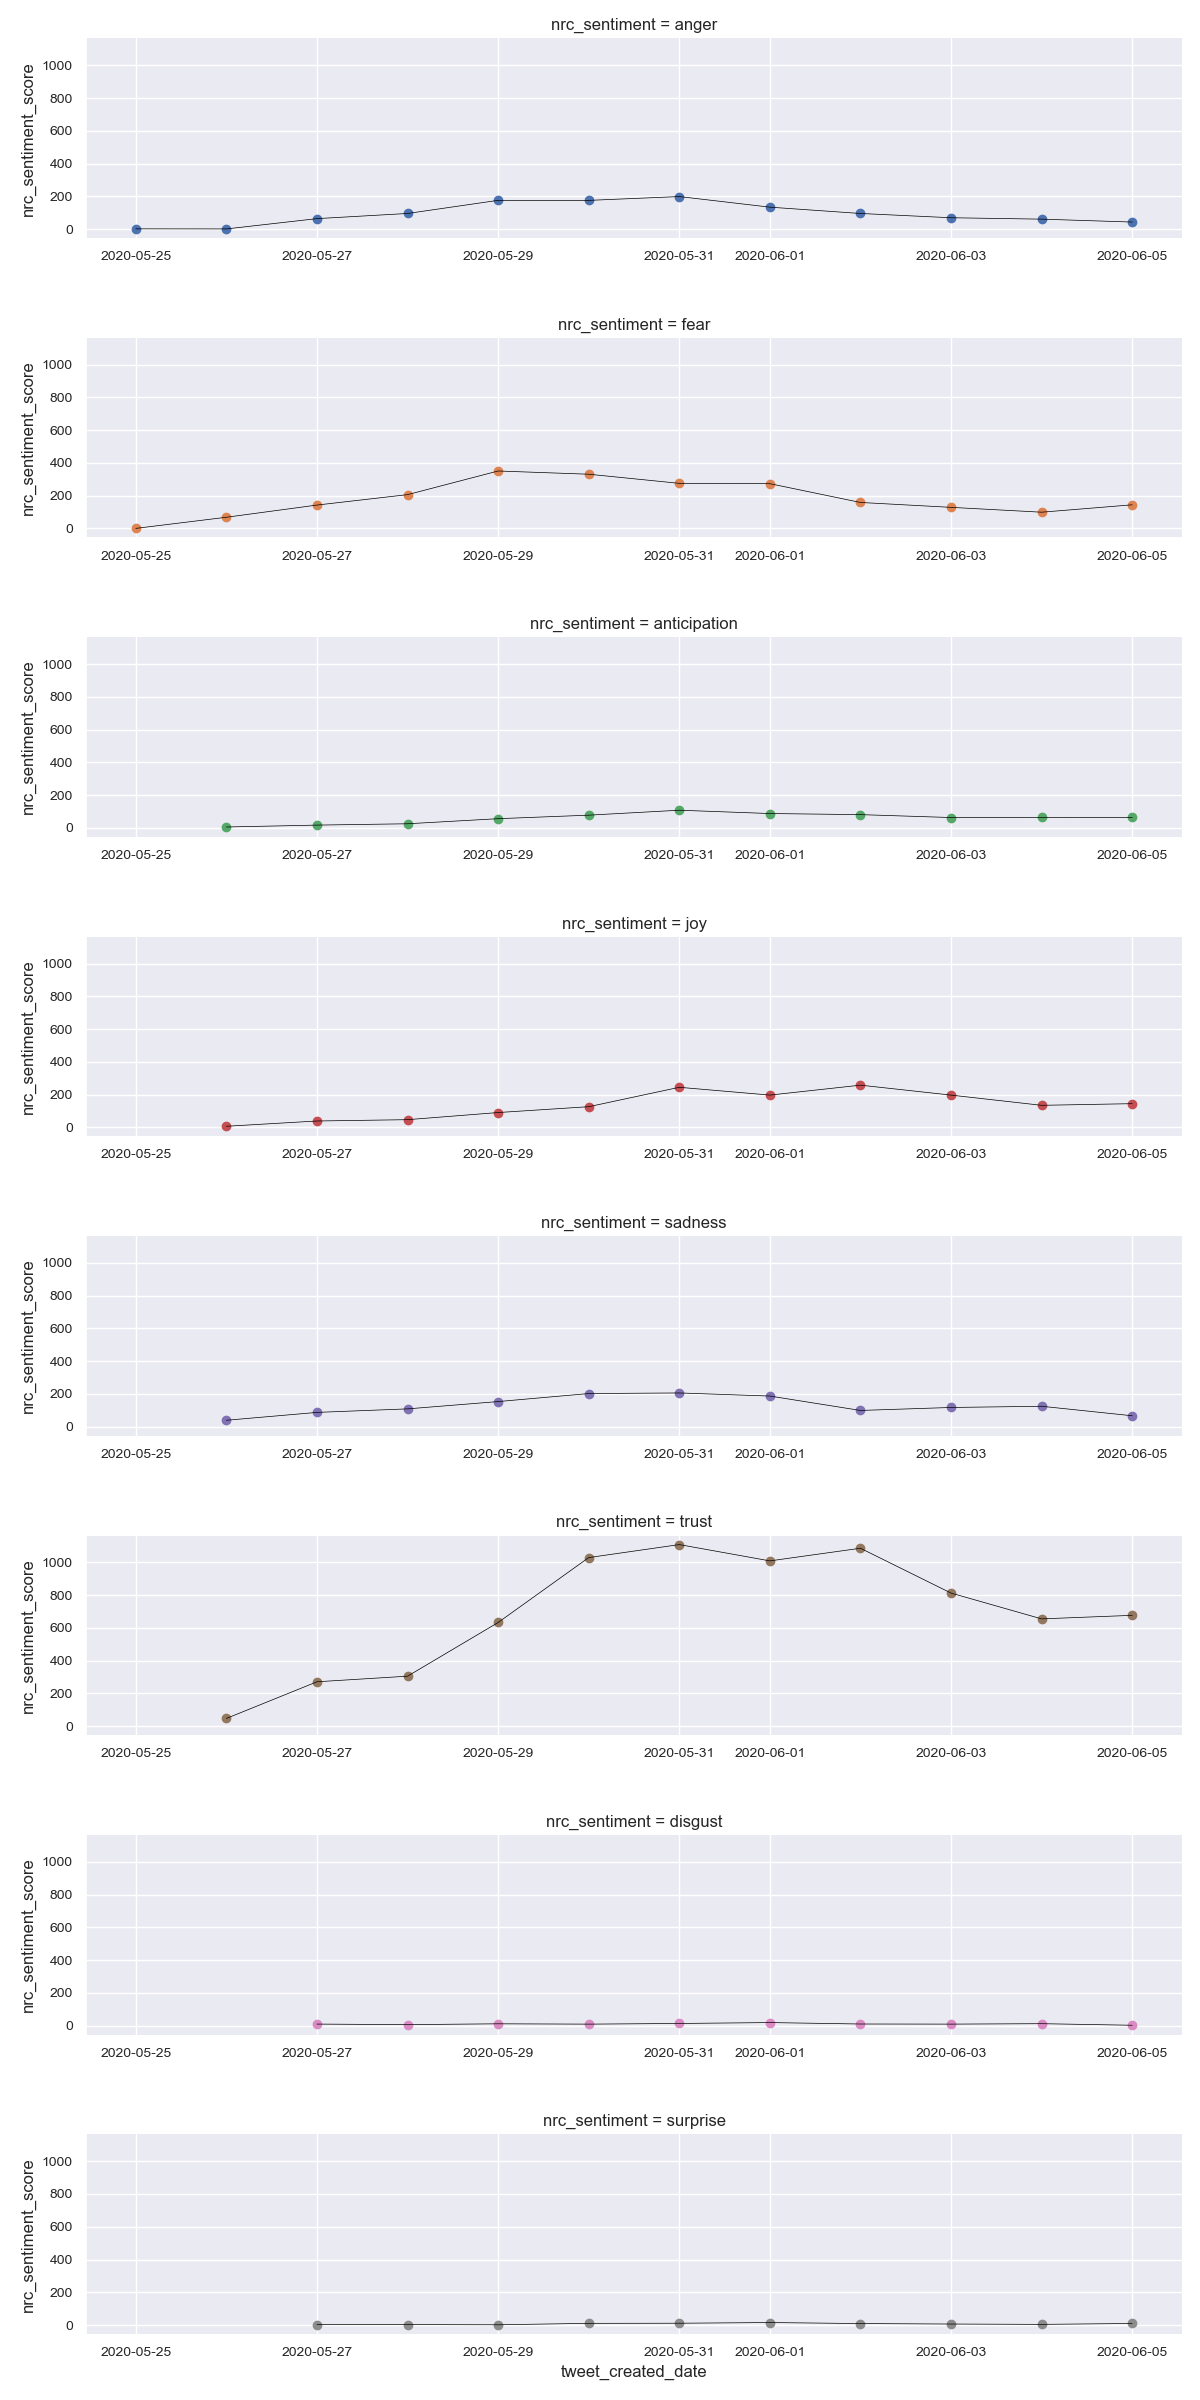 nrc_sentiment = anger
nrc_sentiment_score
1000
800
600
400
200
0
2020-05-25 2020-05-27 2020-05-29 2020-05-31 2020-06-01 2020-06-03 2020-06-05
nrc_sentiment = fear
nrc_sentiment_score
1000
800
600
400
200
0
2020-05-25 2020-05-27 2020-05-29 2020-05-31 2020-06-01 2020-06-03 2020-06-05
nrc_sentiment = anticipation
nrc_sentiment_score
1000
800
600
400
200
0
2020-05-25 2020-05-27 2020-05-29 2020-05-31 2020-06-01 2020-06-03 2020-06-05
nrc_sentiment = joy
nrc_sentiment_score
1000
800
600
400
200
0
2020-05-25 2020-05-27 2020-05-29 2020-05-31 2020-06-01 2020-06-03 2020-06-05
nrc_sentiment = sadness
nrc_sentiment_score
1000
800
600
400
200
0
2020-05-25 2020-05-27 2020-05-29 2020-05-31 2020-06-01 2020-06-03 2020-06-05
nrc_sentiment = trust
nrc_sentiment_score
1000
800
600
400
200
0
2020-05-25 2020-05-27 2020-05-29 2020-05-31 2020-06-01 2020-06-03 2020-06-05
nrc_sentiment = disgust
nrc_sentiment_score
1000
800
600
400
200
0
2020-05-25 2020-05-27 2020-05-29 2020-05-31 2020-06-01 2020-06-03 2020-06-05
nrc_sentiment = surprise
nrc_sentiment_score
1000
800
600
400
200
0
2020-05-25 2020-05-27 2020-05-29 2020-05-31 2020-06-01 2020-06-03 2020-06-05
tweet_created_date